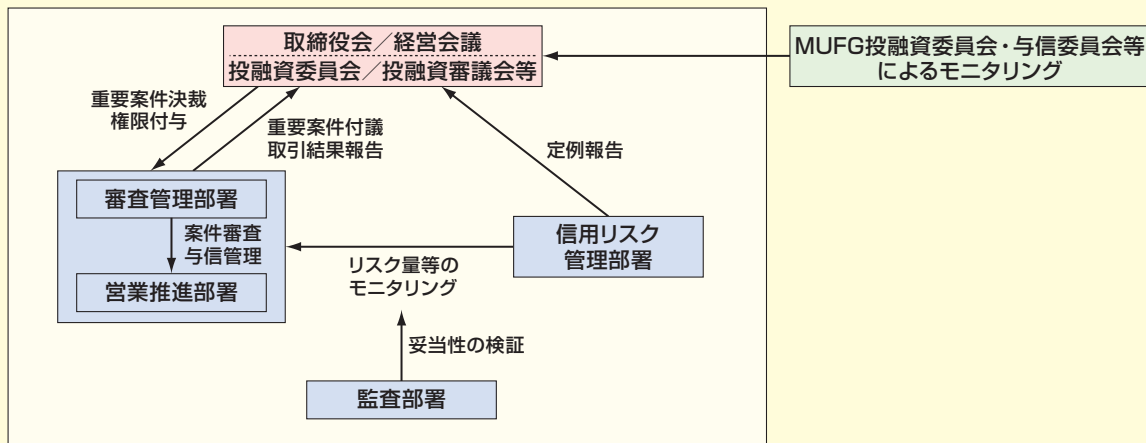 取締役会／経営会議
投融資委員会／投融資審議会等
MUFG投融資委員会・与信委員会等
によるモニタリング
重要案件決裁
権限付与
重要案件付議
取引結果報告
定例報告
審査管理部署
案件審査
与信管理
営業推進部署
信用リスク
管理部署
リスク量等の
モニタリング
妥当性の検証
監査部署